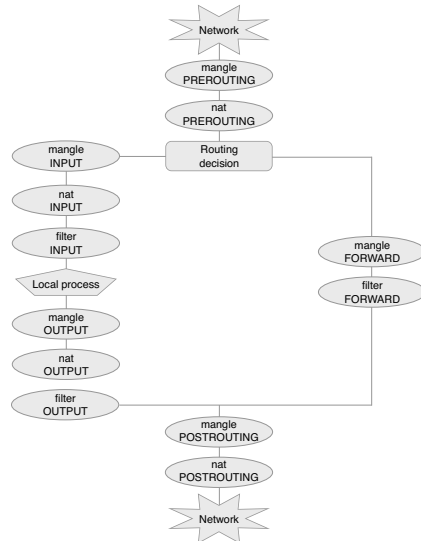 Network
mangle
PREROUTING
nat
PREROUTING
Routing
decision
mangle
INPUT
nat
INPUT
filter
INPUT
Local process
mangle
OUTPUT
nat
OUTPUT
filter
OUTPUT
mangle
FORWARD
filter
FORWARD
mangle
POSTROUTING
nat
POSTROUTING
Network